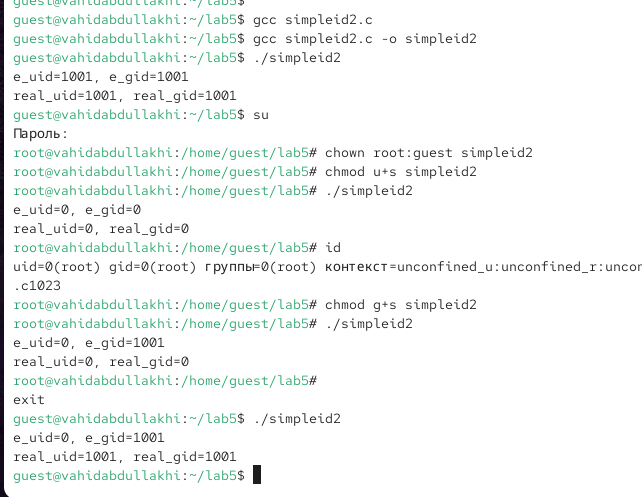 guest@vahidabdullakhi:~/lab5$
guest@vahidabdullakhi:~/lab5$ gcc simpleid2.c
guest@vahidabdullakhi:~/lab5$ gcc simpleid2.c -o simpleid2
guest@vahidabdullakhi:~/lab5$ ./simpleid2
e_uid=1001, e_gid=1001
real_uid=1001, real_gid=1001
guest@vahidabdullakhi:~/lab5$ su
Пароль:
root@vahidabdullakhi:/home/guest/lab5# chown root:guest simpleid2
root@vahidabdullakhi:/home/guest/lab5# chmod u+s simpleid2
root@vahidabdullakhi:/home/guest/lab5# ./simpleid2
e_uid=0, e_gid=0
real_uid=0, real_gid=0
root@vahidabdullakhi:/home/guest/lab5# id
uid=0(root) gid=0(root) группы=0(root) контекст=unconfined_u:unconfined_r:uncon
.c1023
root@vahidabdullakhi:/home/guest/lab5# chmod g+s simpleid2
root@vahidabdullakhi:/home/guest/lab5# ./simpleid2
e_uid=0, e_gid=1001
real_uid=0, real_gid=0
root@vahidabdullakhi:/home/guest/lab5#
exit
guest@vahidabdullakhi:~/lab5$ ./simpleid2
e_uid=0, e_gid=1001
real_uid=1001, real_gid=1001
guest@vahidabdullakhi:~/lab5$